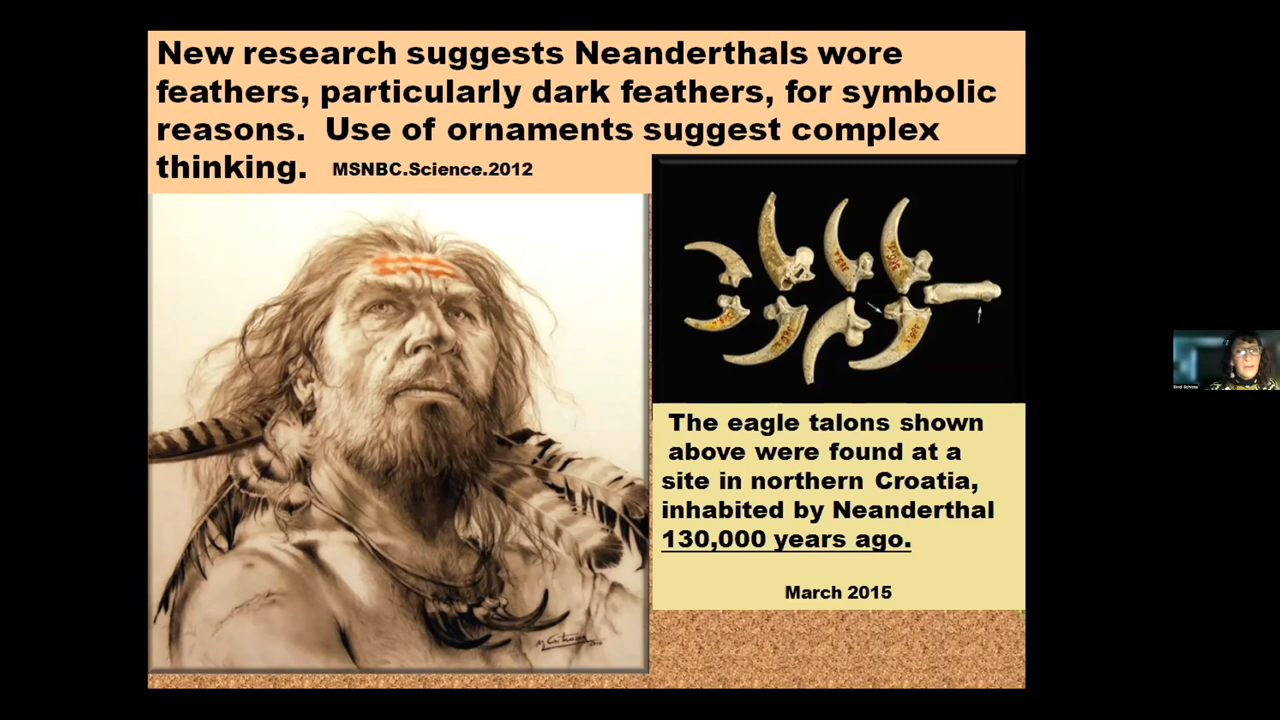 New research suggests Neanderthals wore
feathers, particularly dark feathers, for symbolic
reasons. Use of ornaments suggest complex
thinking. MSNBC.Science.2012
The eagle talons shown
above were found at a
site in northern Croatia,
inhabited by Neanderthal
130,000 years ago.
March 2015